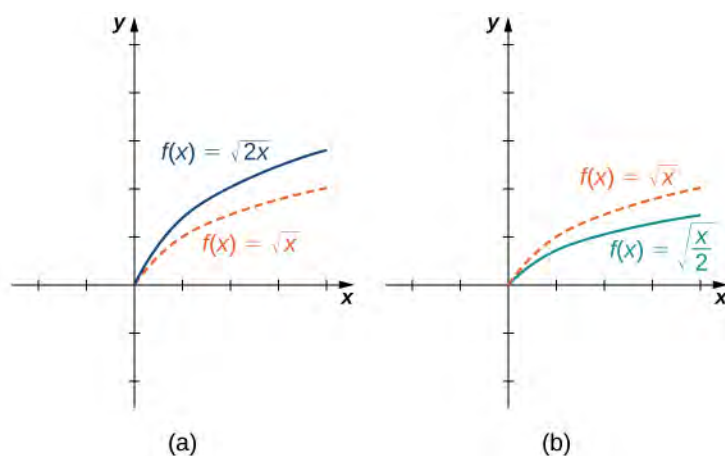 y
f(x) = √2x
f(x) = √x
x
(a)
y
f(x) = √x
f(x) = √x/2
x
(b)